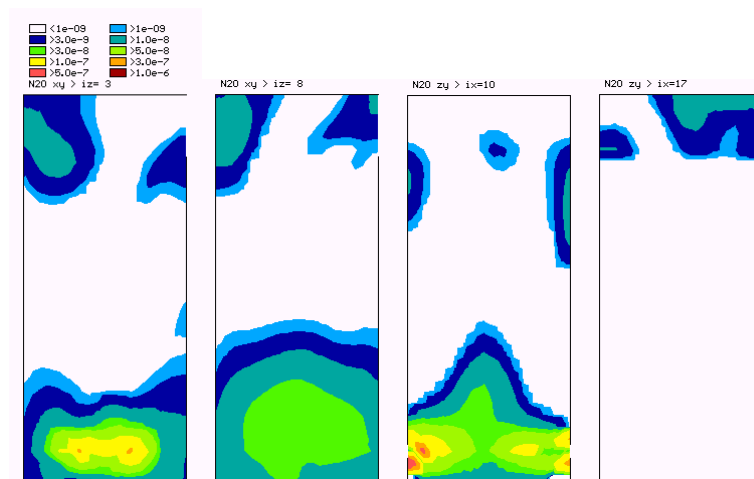 <1e-09 >1e-09
>3.0e-9 >1.0e-8
>3.0e-8 >5.0e-8
>1.0e-7 >3.0e-7
>5.0e-7 >1.0e-6
N20 xy > iz= 3 N20 xy > iz= 8 N20 zy > ix=10 N20 zy > ix=17